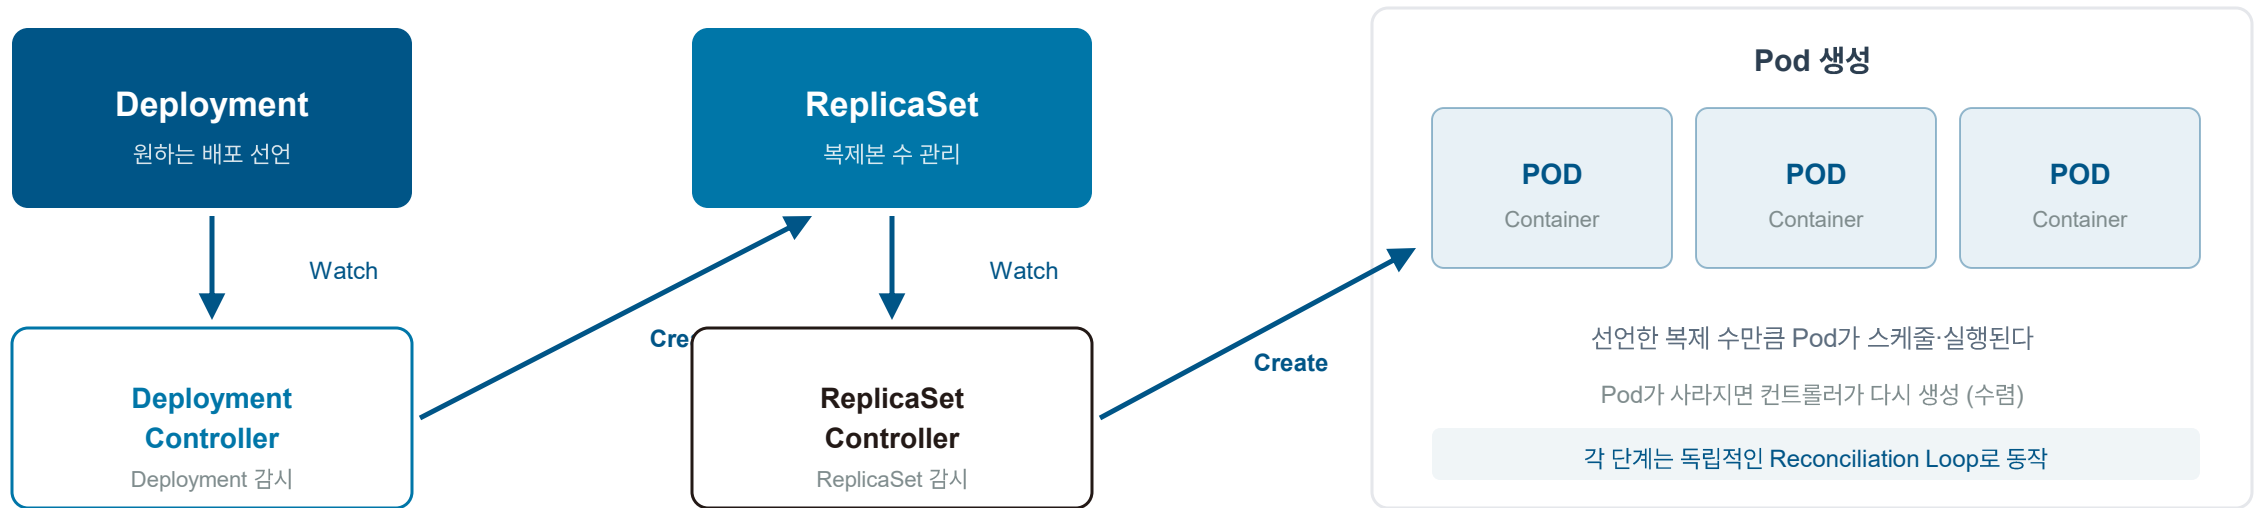 Deployment
원하는 배포 선언
Watch
Deployment
Controller
Deployment 감시
Cre
ReplicaSet
복제본 수 관리
Watch
ReplicaSet
Controller
ReplicaSet 감시
Create
Pod 생성
POD
Container
POD
Container
POD
Container
선언한 복제 수만큼 Pod가 스케줄·실행된다
Pod가 사라지면 컨트롤러가 다시 생성 (수렴)
각 단계는 독립적인 Reconciliation Loop로 동작